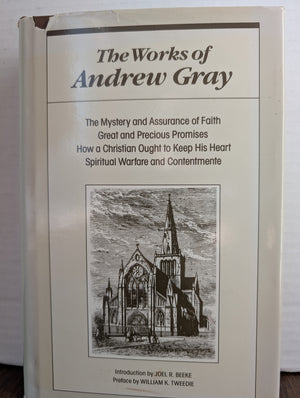 The Works of
Andrew Gray
The Mystery and Assurance of Faith
Great and Precious Promises
How a Christian Ought to Keep His Heart
Spiritual Warfare and Contentmente
Introduction by JOEL R. BEEKE
Preface by WILLIAM K. TWEEDIE